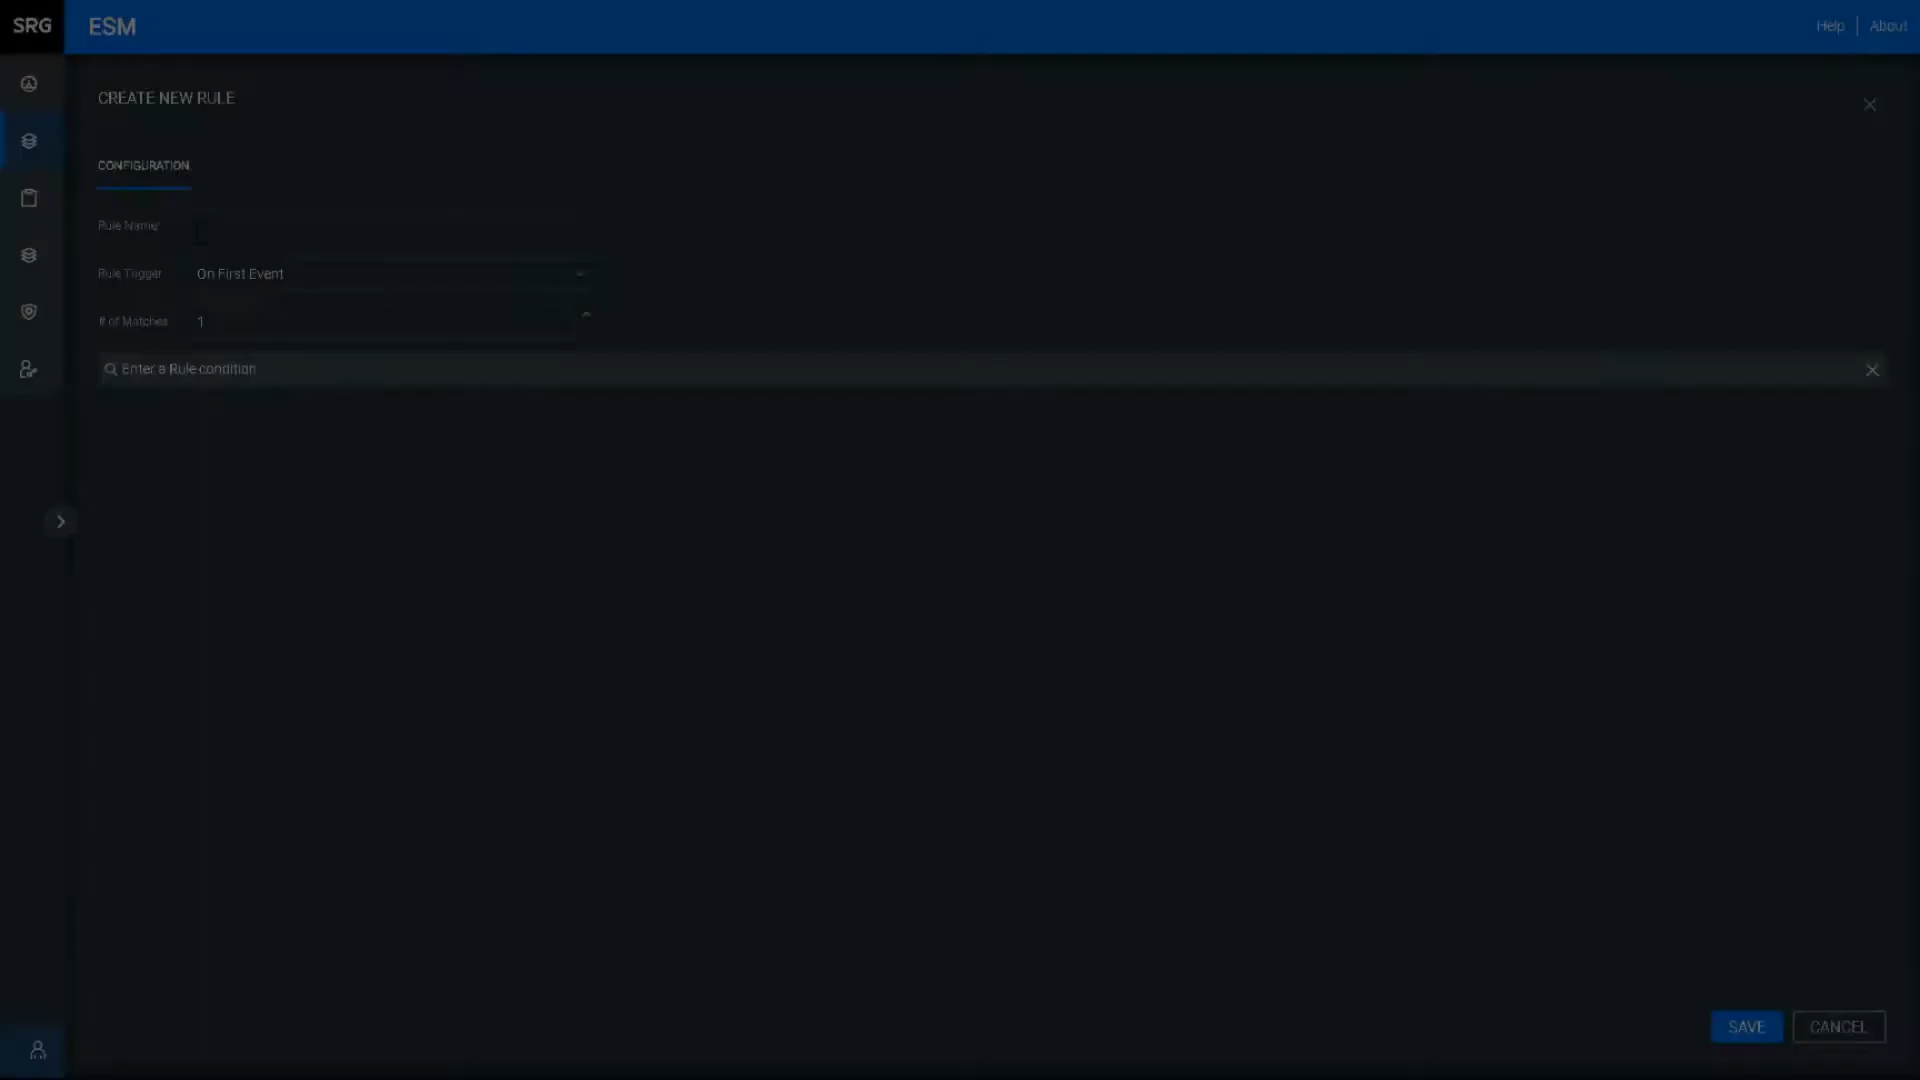 SRG
ESM
Help
About
CREATE NEW RULE
CONFIGURATION
Rule Name
Rule Trigger
On First Event
# of Matches
1
Enter a Rule condition
SAVE
CANCEL